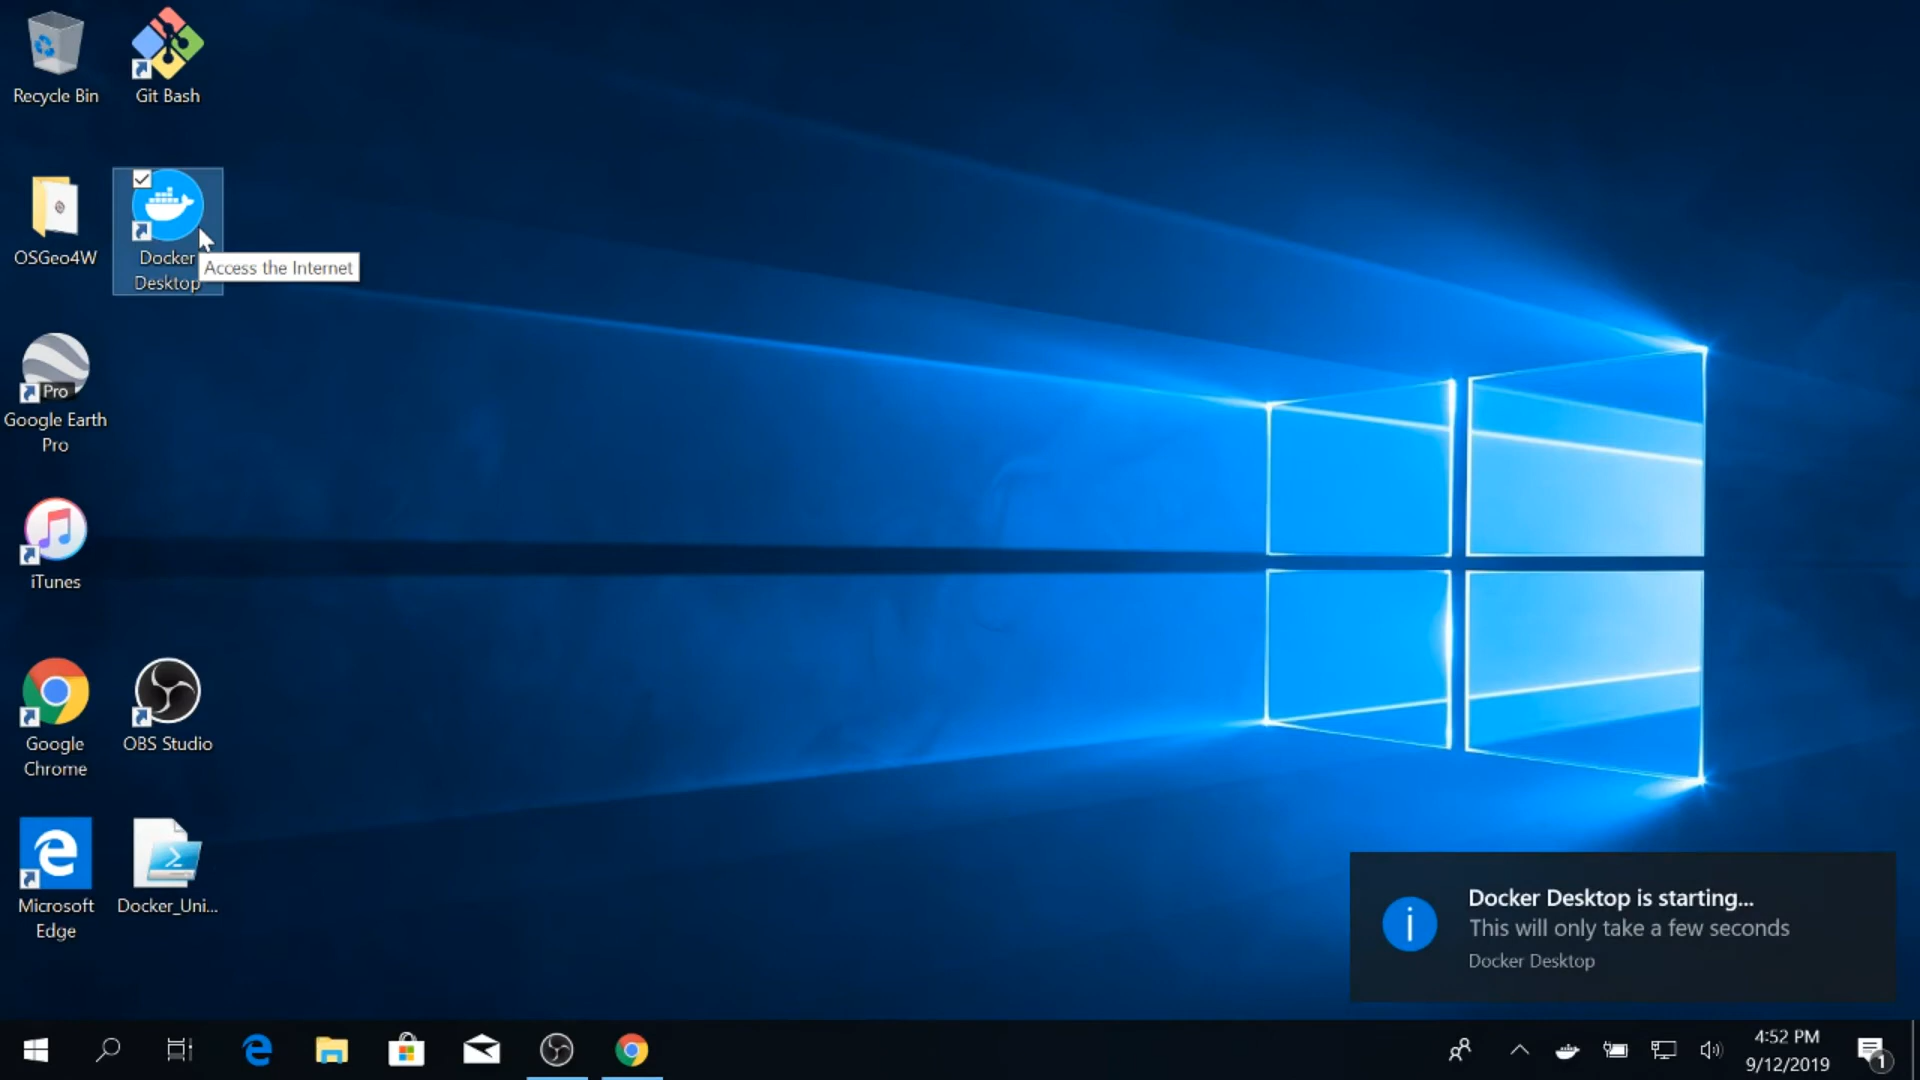 Recycle Bin
Git Bash
OSGeo4W
Docker
Desktop
Access the Internet
Pro
Google Earth
Pro
iTunes
Google
Chrome
OBS Studio
Microsoft
Edge
Docker_Uni...
Docker Desktop is starting...
This will only take a few seconds
Docker Desktop
4:52 PM
9/12/2019
1